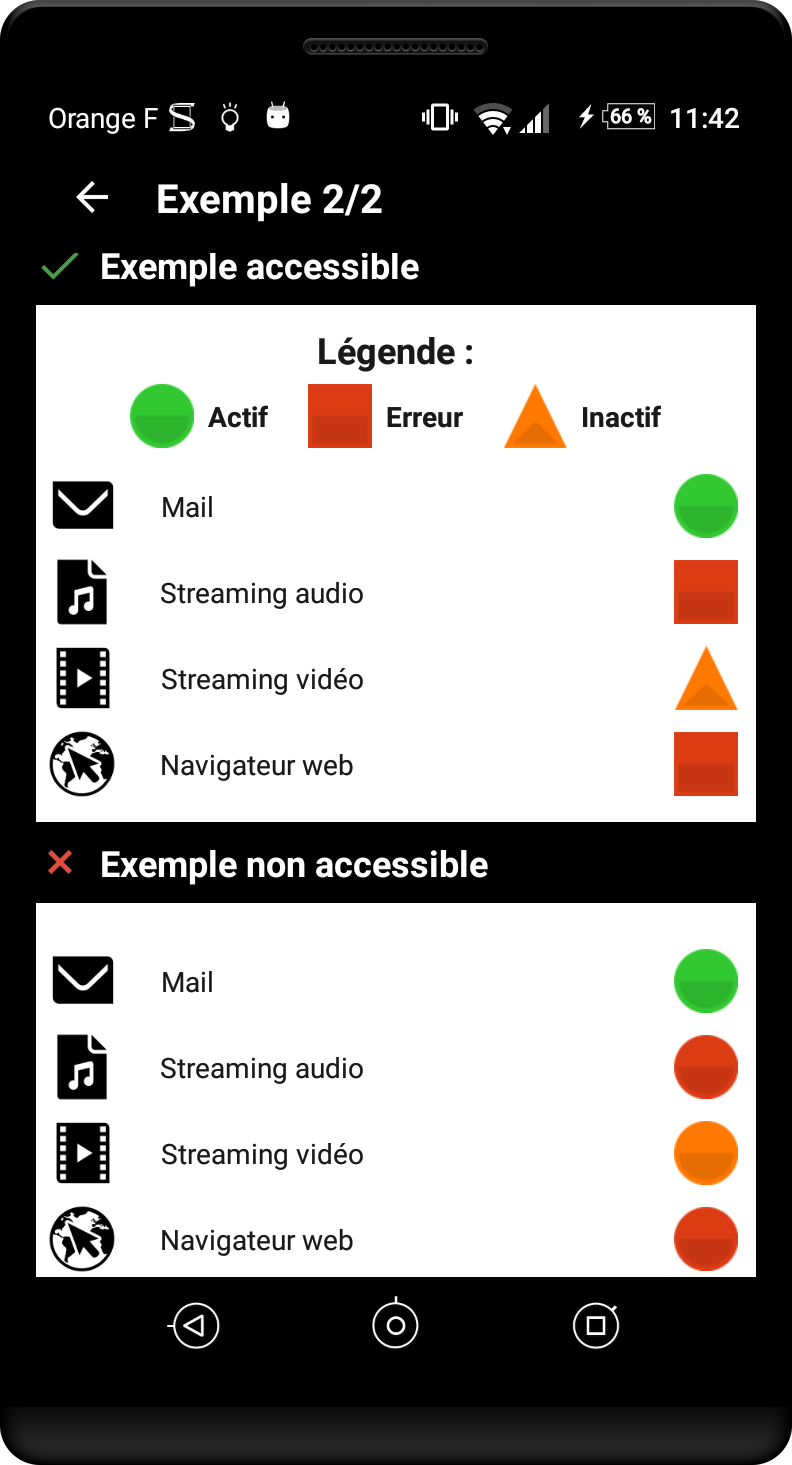 Orange F 66 % 11:42
Exemple 2/2
Exemple accessible
Légende :
Actif Erreur Inactif
Mail
Streaming audio
Streaming vidéo
Navigateur web
Exemple non accessible
Mail
Streaming audio
Streaming vidéo
Navigateur web